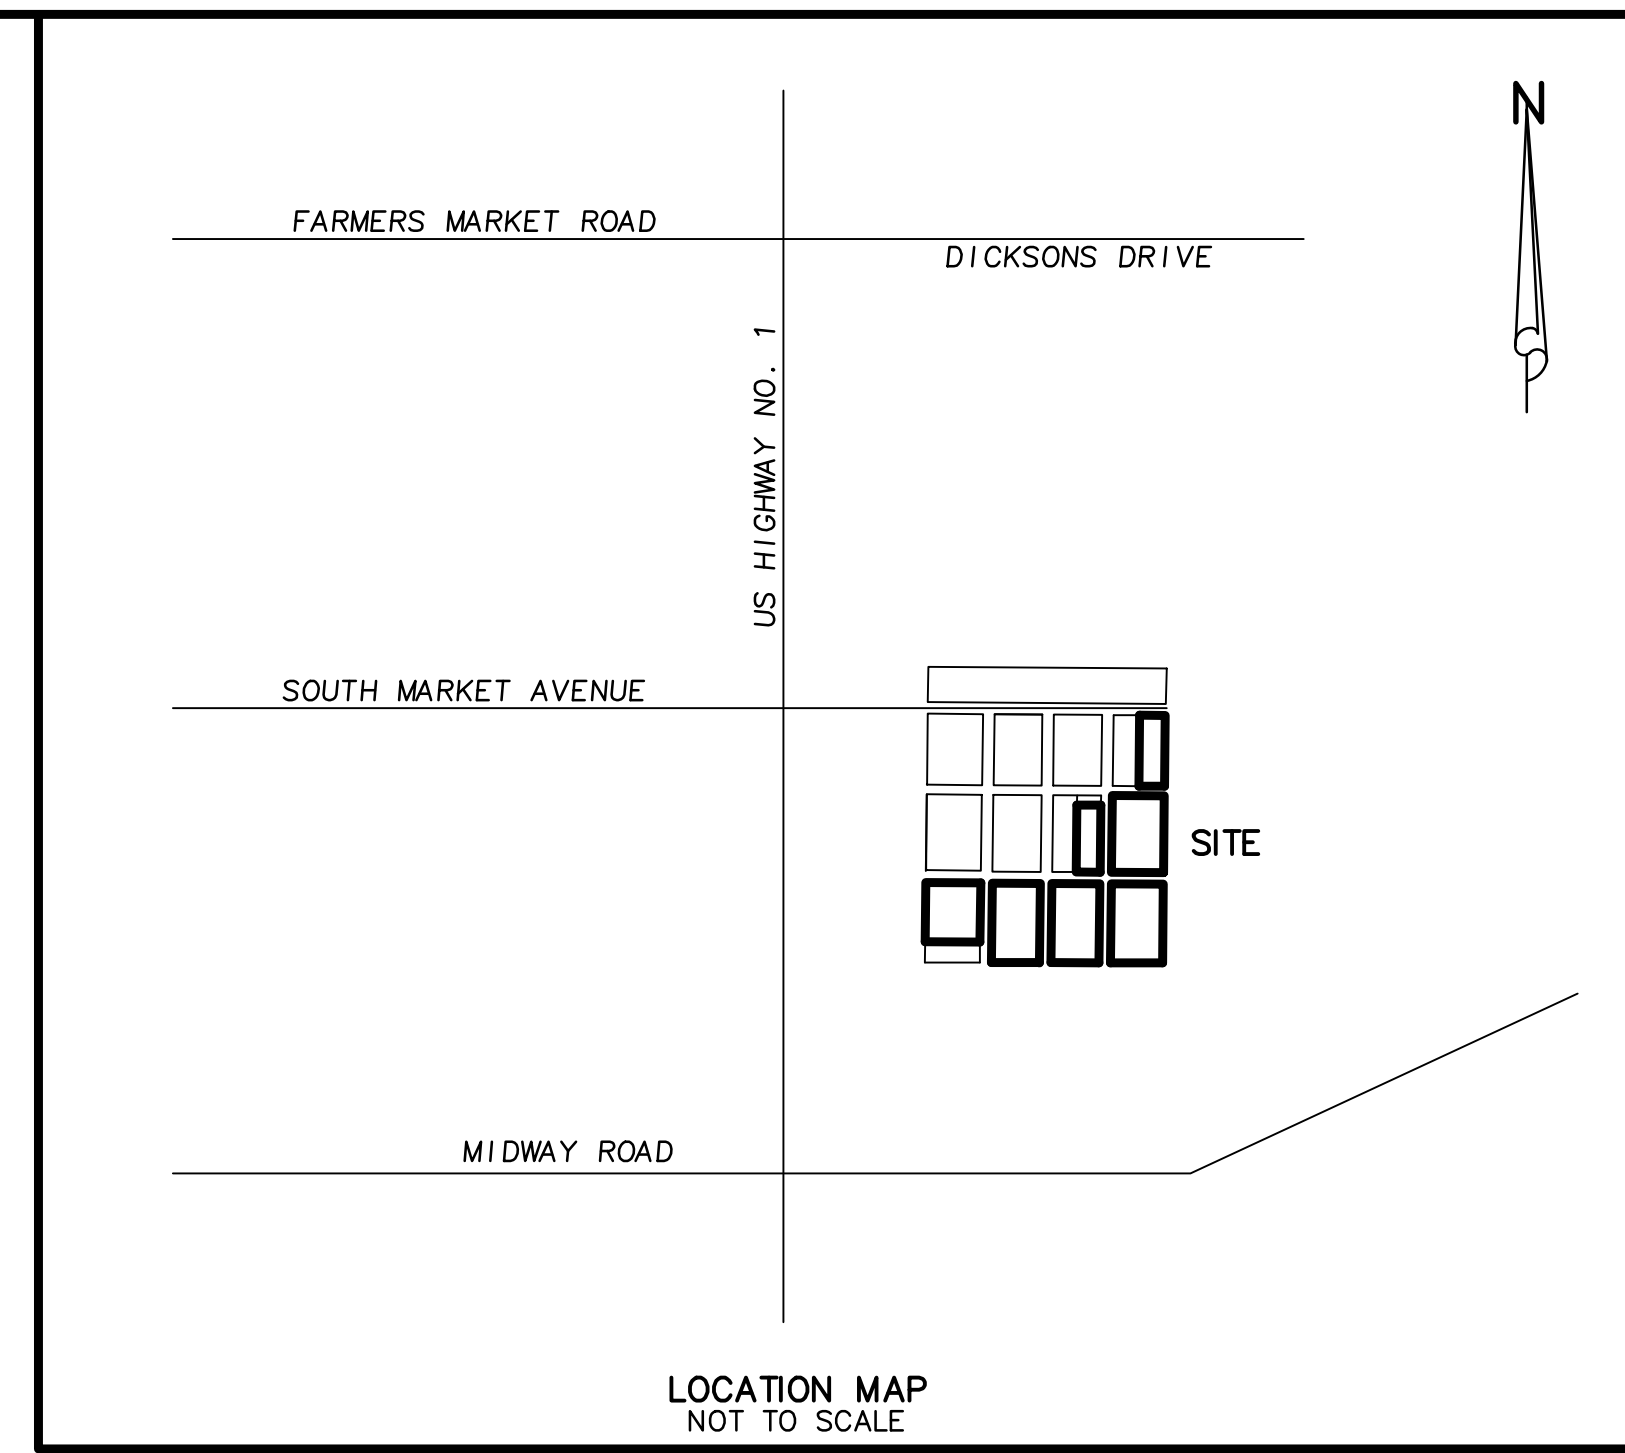 N
FARMERS MARKET ROAD
DICKSONS DRIVE
US HIGHWAY NO. 1
SOUTH MARKET AVENUE
SITE
MIDWAY ROAD
LOCATION MAP
NOT TO SCALE